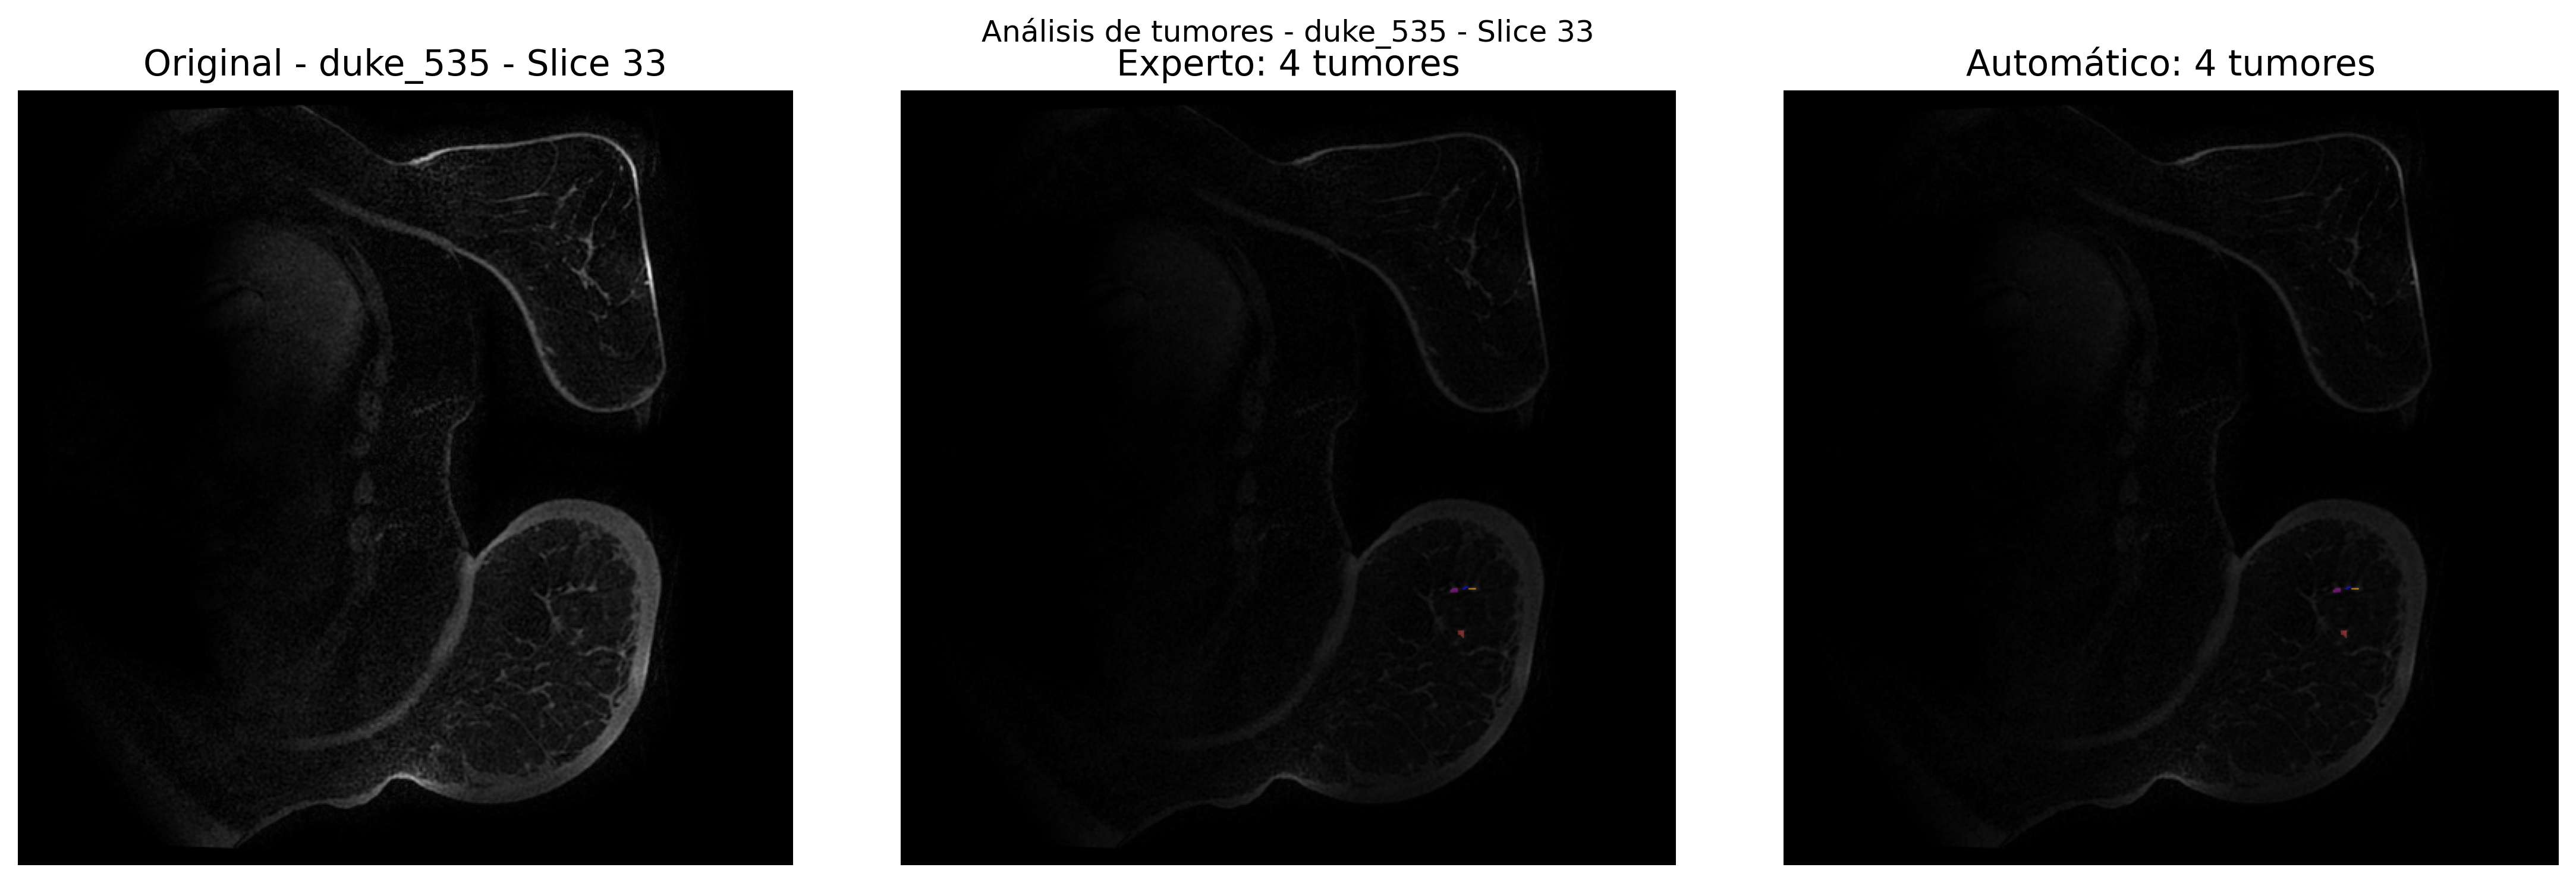 Análisis de tumores - duke_535 - Slice 33
Original - duke_535 - Slice 33
Experto: 4 tumores
Automático: 4 tumores